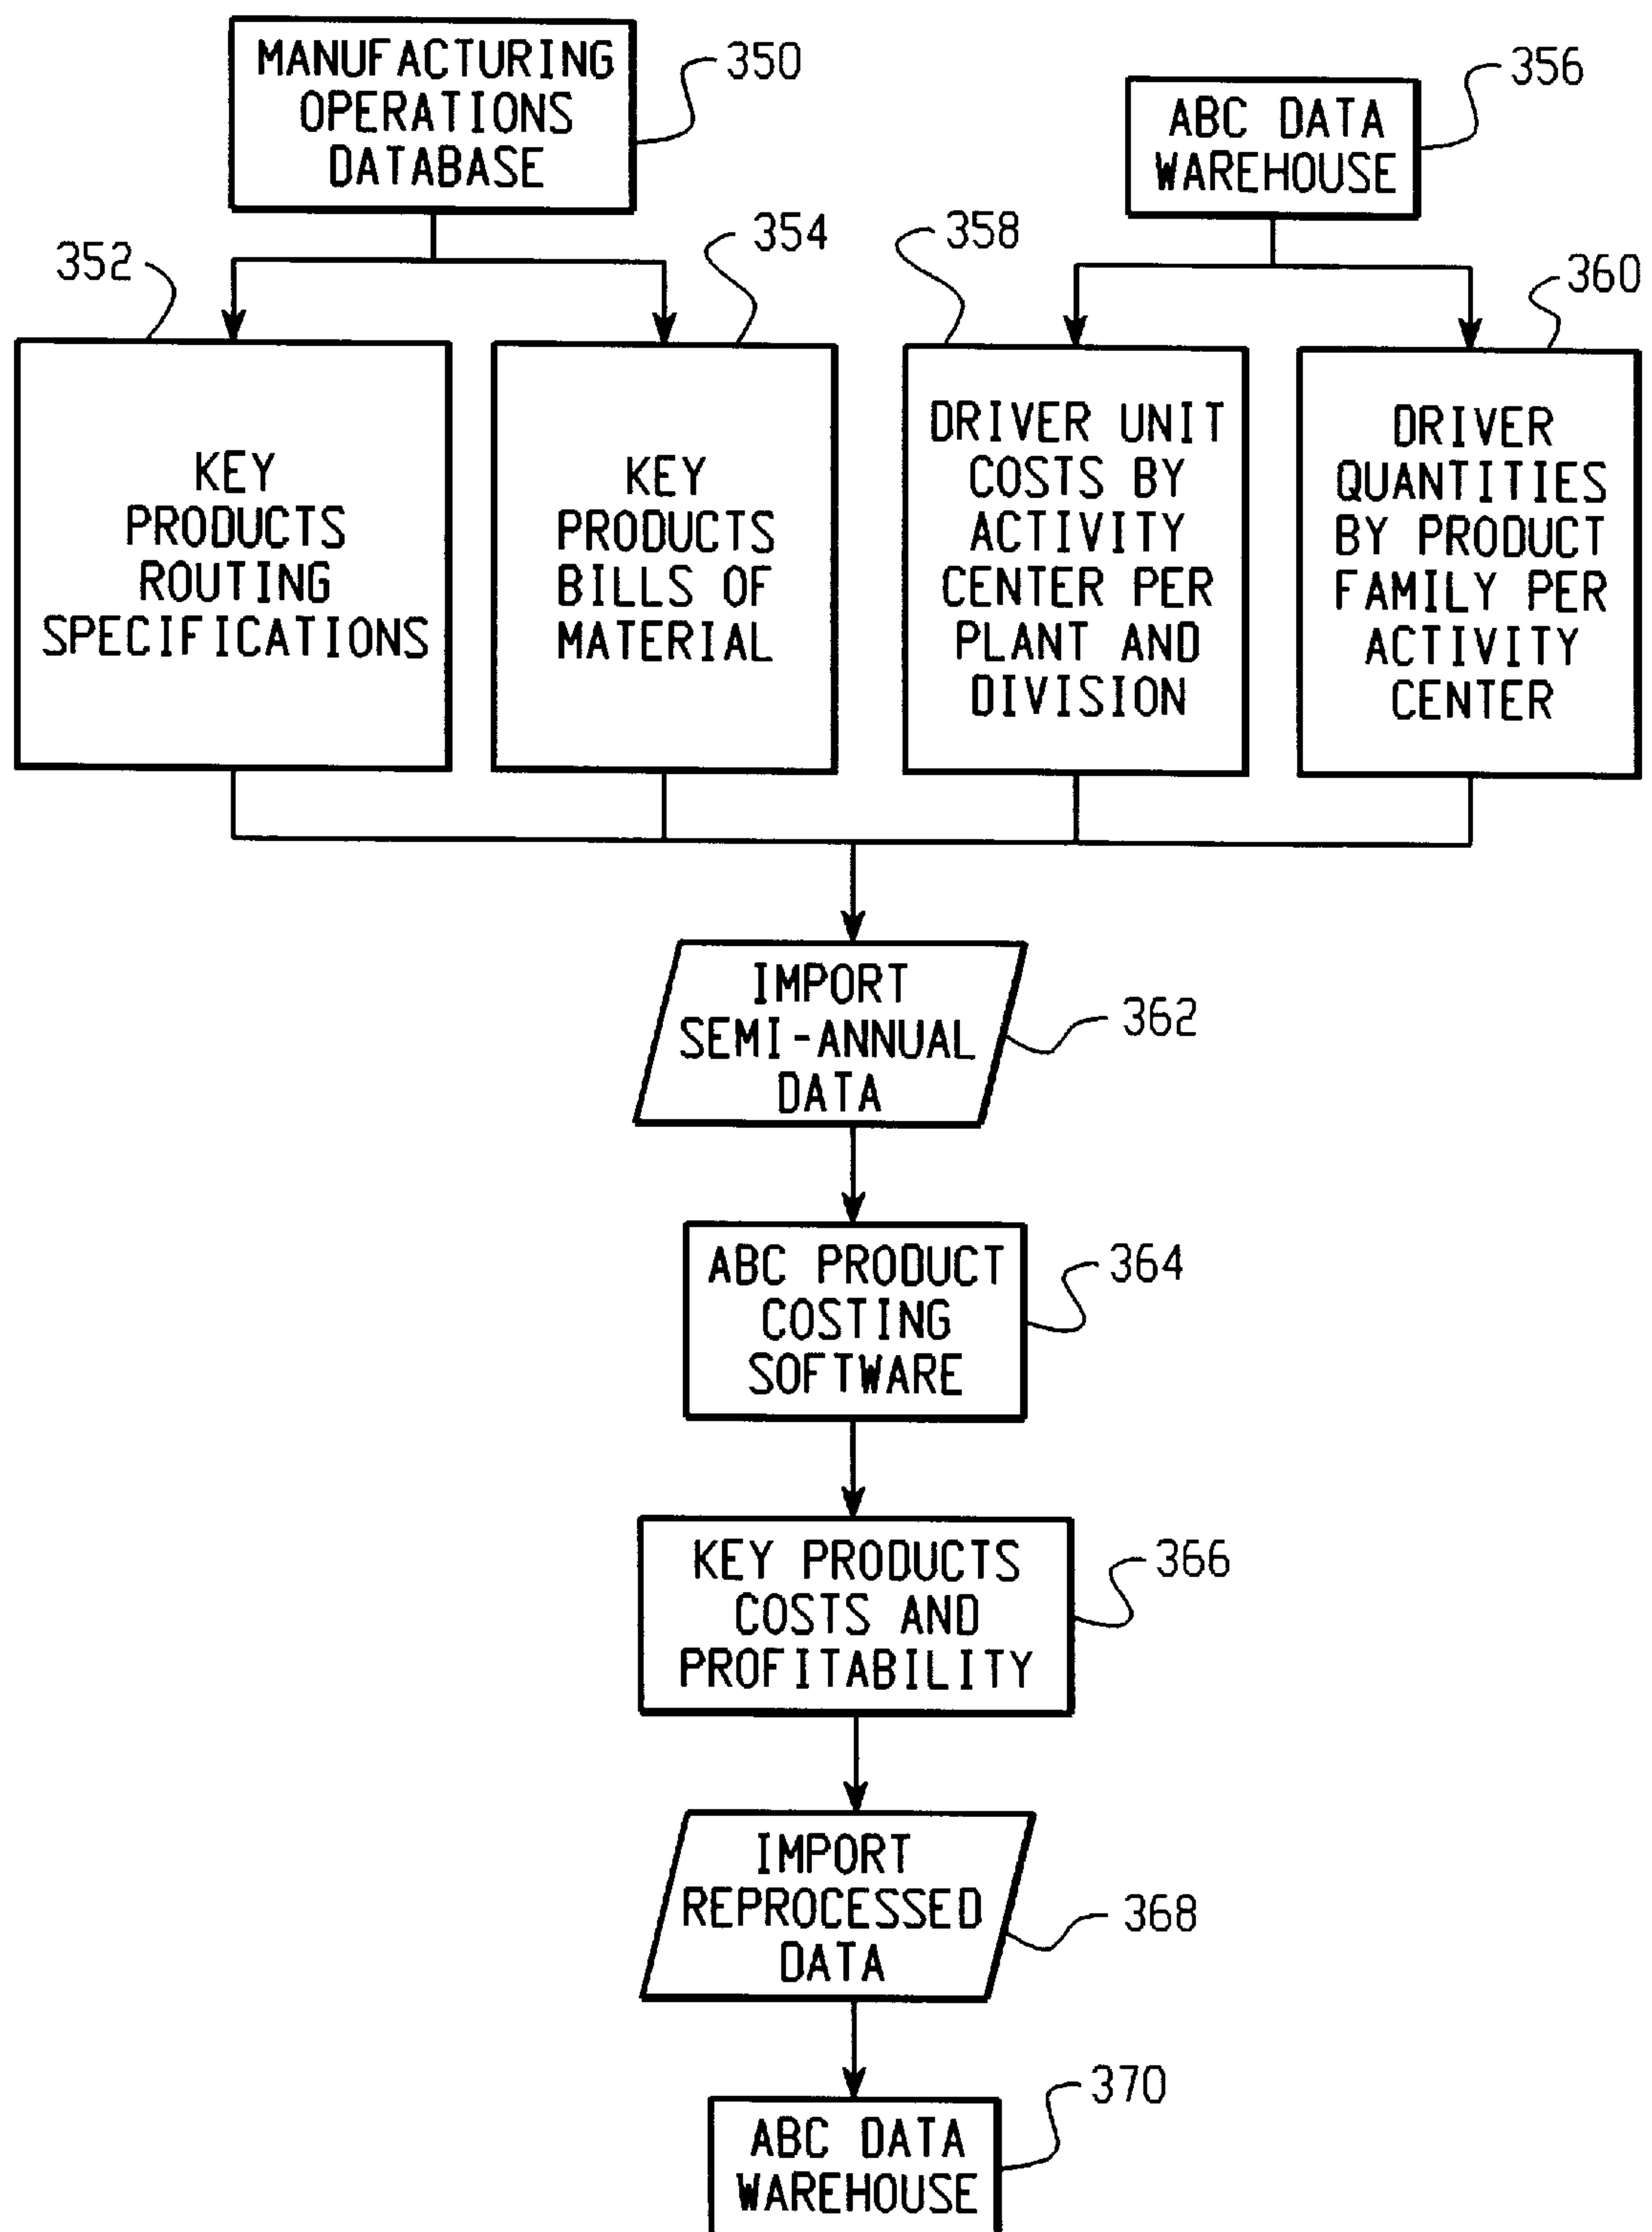 MANUFACTURING
OPERATIONS
DATABASE
350
ABC DATA
WAREHOUSE
356
352
354
358
360
KEY
PRODUCTS
ROUTING
SPECIFICATIONS
KEY
PRODUCTS
BILLS OF
MATERIAL
DRIVER UNIT
COSTS BY
ACTIVITY
CENTER PER
PLANT AND
DIVISION
DRIVER
QUANTITIES
BY PRODUCT
FAMILY PER
ACTIVITY
CENTER
IMPORT
SEMI-ANNUAL
DATA
362
ABC PRODUCT
COSTING
SOFTWARE
364
KEY PRODUCTS
COSTS AND
PROFITABILITY
366
IMPORT
REPROCESSED
DATA
368
ABC DATA
WAREHOUSE
370